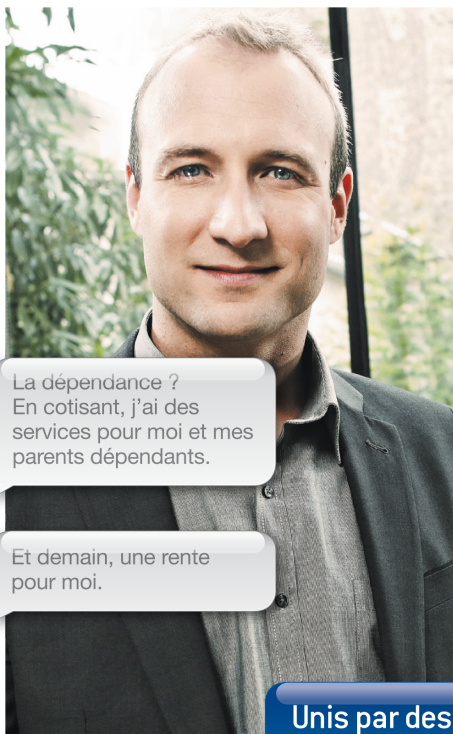 La dépendance ?
En cotisant, j’ai des
services pour moi et mes
parents dépendants.
Et demain, une rente
pour moi.
Unis par des